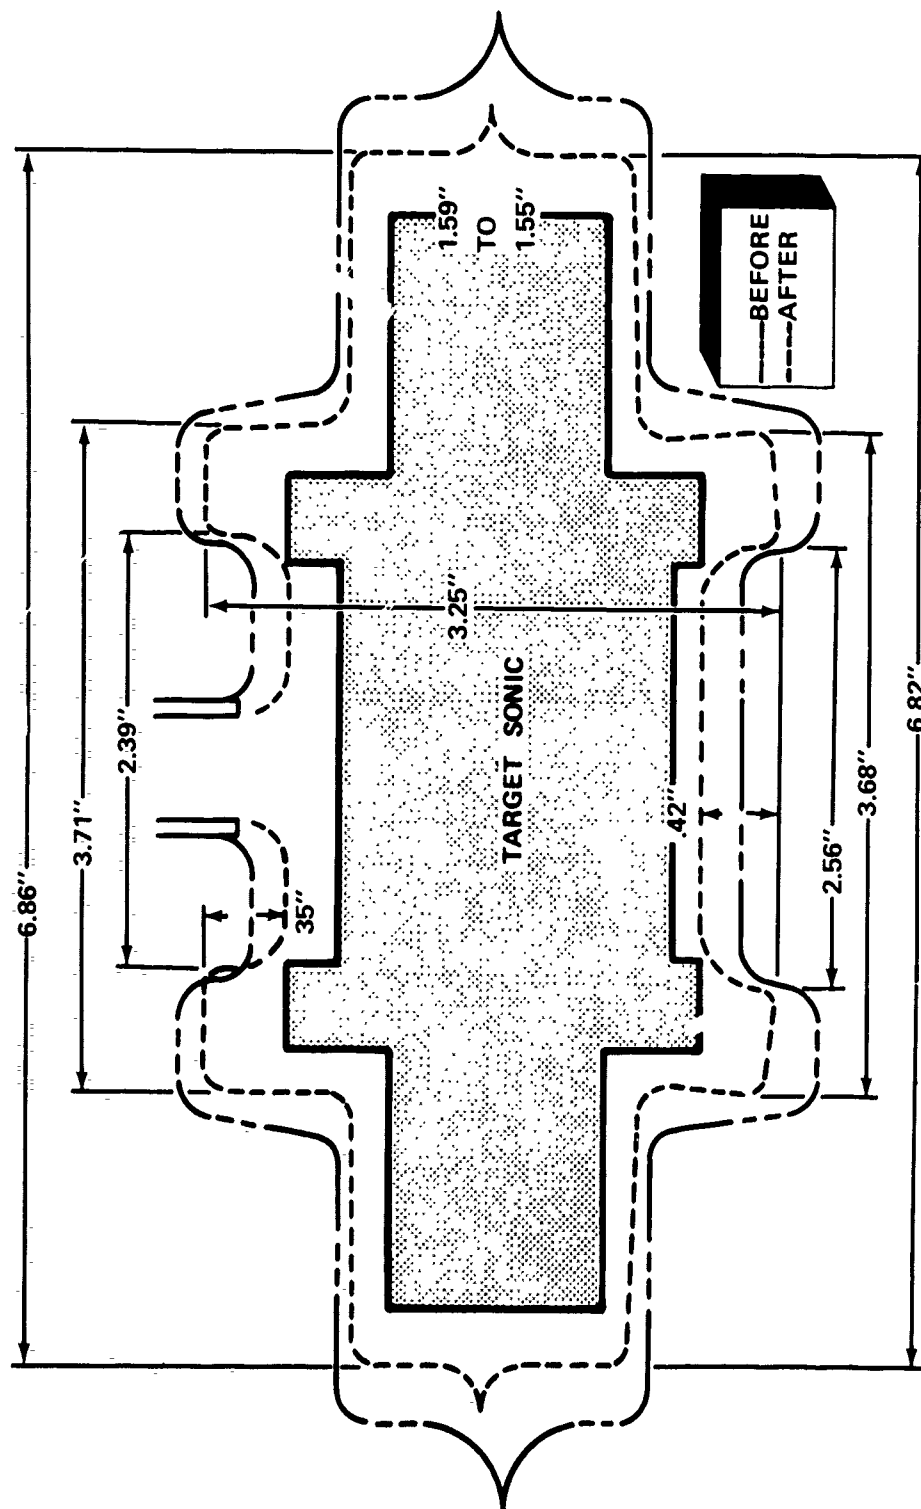 6.86"
3.71"
2.39"
35"
3.25"
TARGET SONIC
1.59"
TO
1.55"
.42"
2.56"
3.68"
6.82"
BEFORE
AFTER